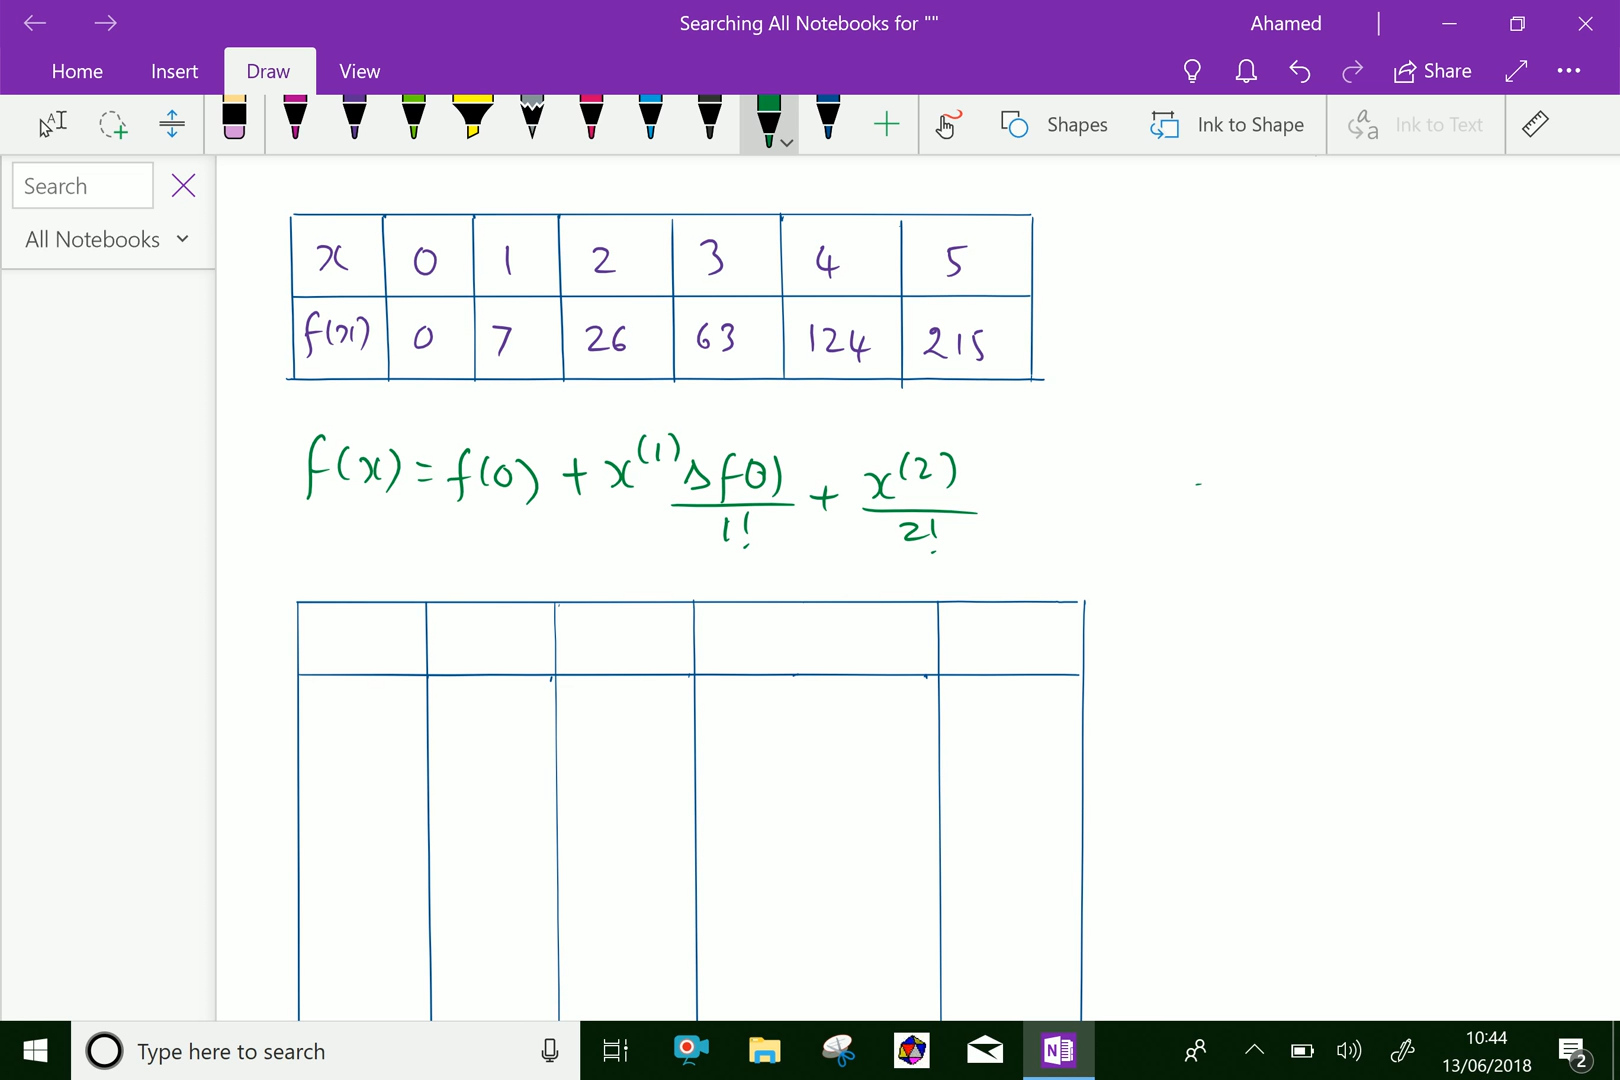 Searching All Notebooks for "" Ahamed
Home Insert Draw View Share
Shapes Ink to Shape Ink to Text
Search
All Notebooks
x 0 1 2 3 4 5
f(x) 0 7 26 63 124 215
f(x) = f(0) + x^(1) Δf(0)/1! + x^(2)/2!
Type here to search
10:44
13/06/2018
2